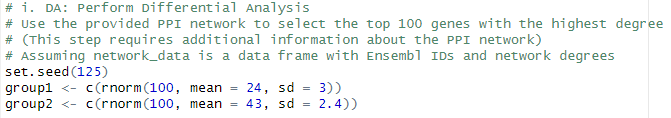 # i. DA: Perform Differential Analysis
# Use the provided PPI network to select the top 100 genes with the highest degree
# (This step requires additional information about the PPI network)
# Assuming network_data is a data frame with Ensembl IDs and network degrees
set.seed(125)
group1 <- c(rnorm(100, mean = 24, sd = 3))
group2 <- c(rnorm(100, mean = 43, sd = 2.4))